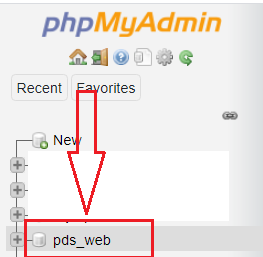 phpMyAdmin
Recent Favorites
New
pds_web